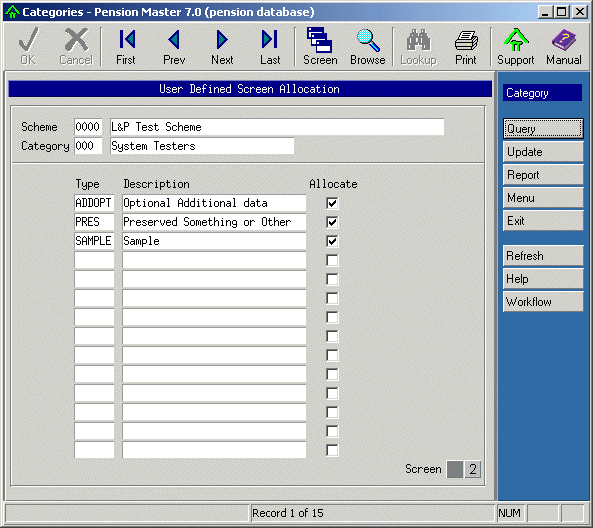 Categories - Pension Master 7.0 (pension database)
OK Cancel First Prev Next Last Screen Browse Lookup Print Support Manual
User Defined Screen Allocation
Category
Scheme 0000 L&P Test Scheme
Category 000 System Testers
Query
Update
Report
Menu
Exit
Refresh
Help
Workflow
Type Description Allocate
ADDOPT Optional Additional data
PRES Preserved Something or Other
SAMPLE Sample
Screen 2
Record 1 of 15 NUM